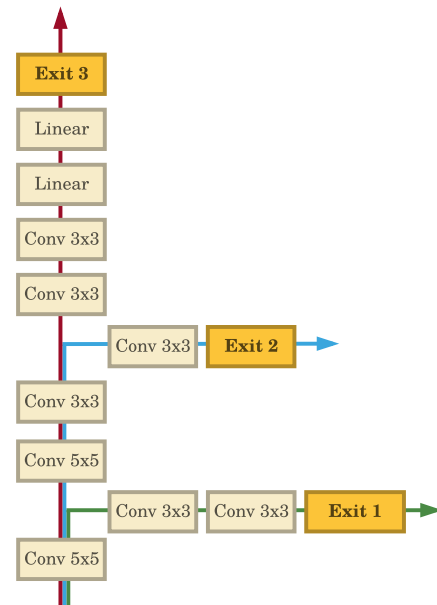 Exit 3
Linear
Linear
Conv 3x3
Conv 3x3
Conv 3x3
Exit 2
Conv 3x3
Conv 5x5
Conv 3x3
Conv 3x3
Exit 1
Conv 5x5